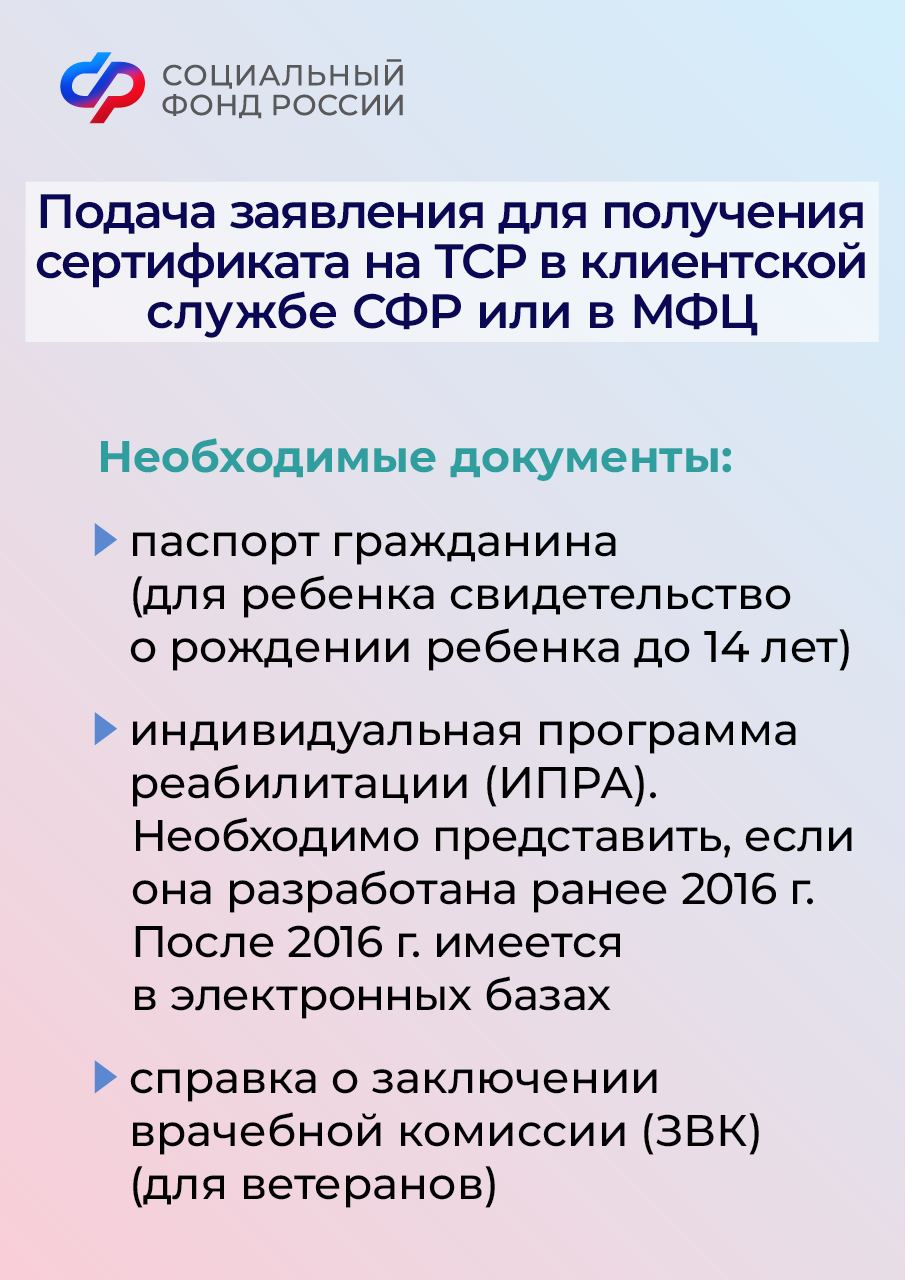 СОЦИАЛЬНЫЙ
ФОНД РОССИИ
Подача заявления для получения
сертификата на ТСР в клиентской
службе СФР или в МФЦ
Необходимые документы:
паспорт гражданина
(для ребенка свидетельство
о рождении ребенка до 14 лет)
индивидуальная программа
реабилитации (ИПРА).
Необходимо представить, если
она разработана ранее 2016 г.
После 2016 г. имеется
в электронных базах
справка о заключении
врачебной комиссии (ЗВК)
(для ветеранов)